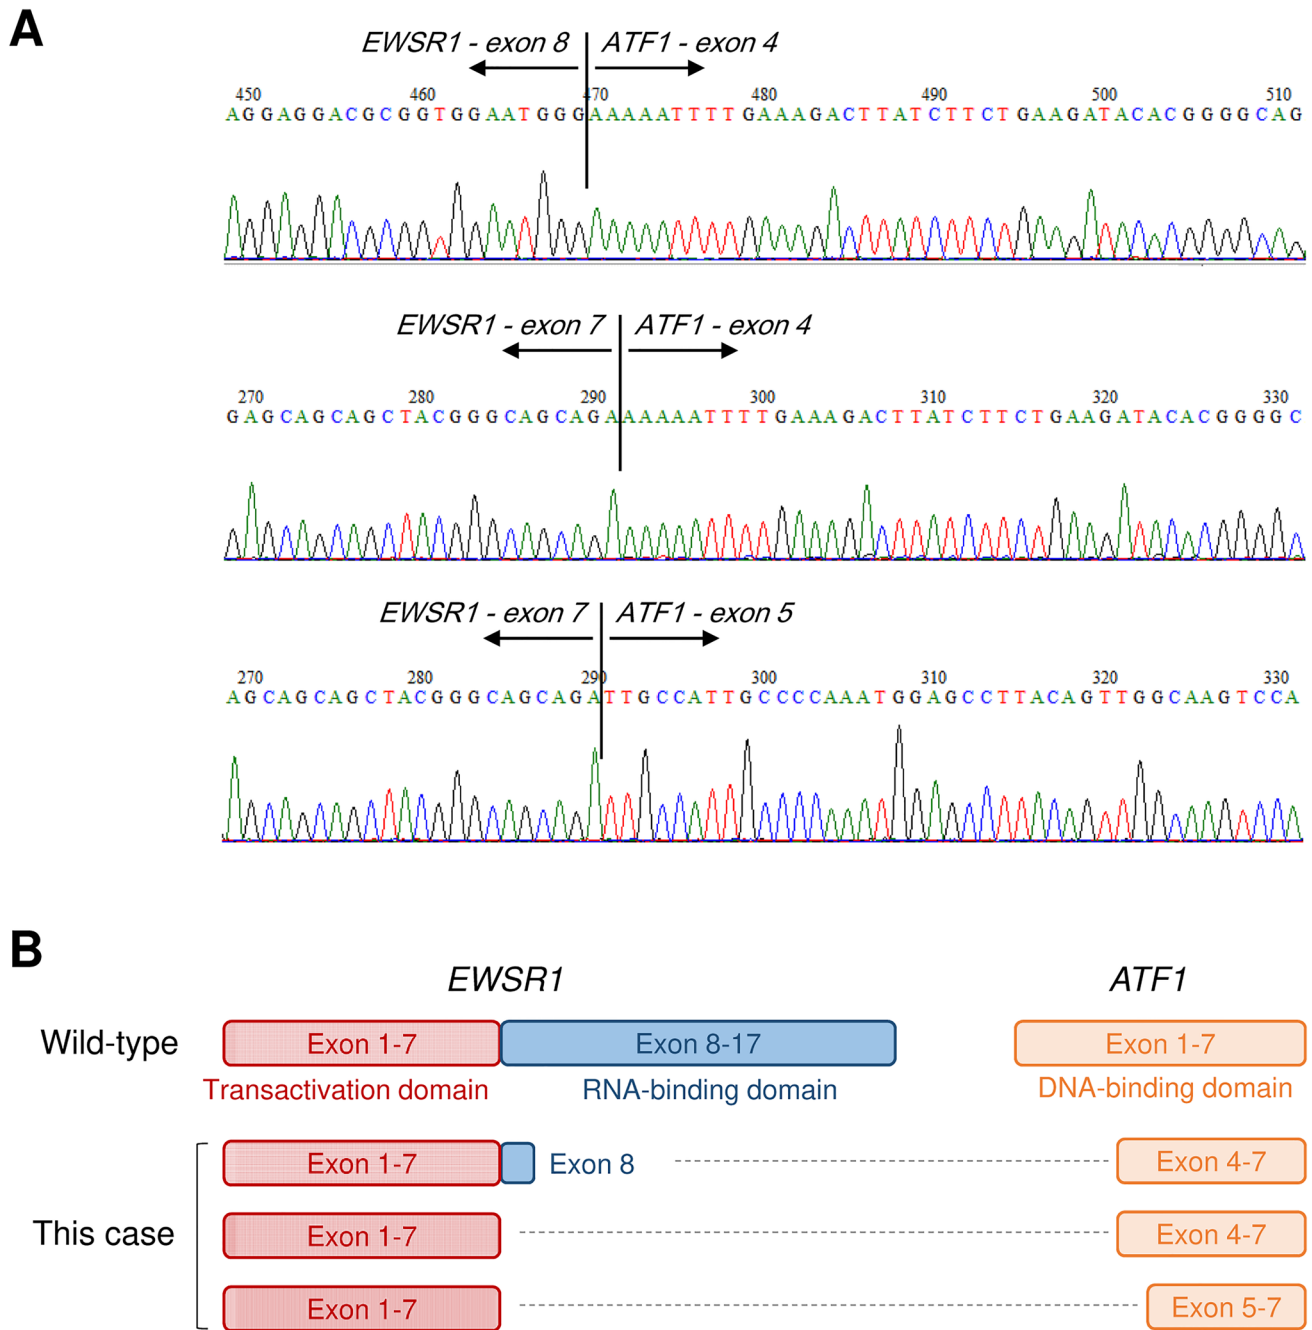 A
EWSR1 - exon 8 ATF1 - exon 4
450 460 470 480 490 500 510
AGGAGGACGCGGTGGAATGGGAAAAATTTTGAAAGACTTATCTTCTGAAGATACACGGGGCAG
EWSR1 - exon 7 ATF1 - exon 4
270 280 290 300 310 320 330
GAGCAGCAGCTACGGGCAGCAGAAAAAATTTTGAAAGACTTATCTTCTGAAGATACACGGGGC
EWSR1 - exon 7 ATF1 - exon 5
270 280 290 300 310 320 330
AGCAGCAGCTACGGGCAGCAGATTGCCATTGCCCCAAATGGAGCCTTACAGTTGGCAAGTCCA
B
EWSR1 ATF1
Wild-type Exon 1-7 Exon 8-17 Exon 1-7
Transactivation domain RNA-binding domain DNA-binding domain
Exon 1-7 Exon 8 Exon 4-7
This case Exon 1-7 Exon 4-7
Exon 1-7 Exon 5-7